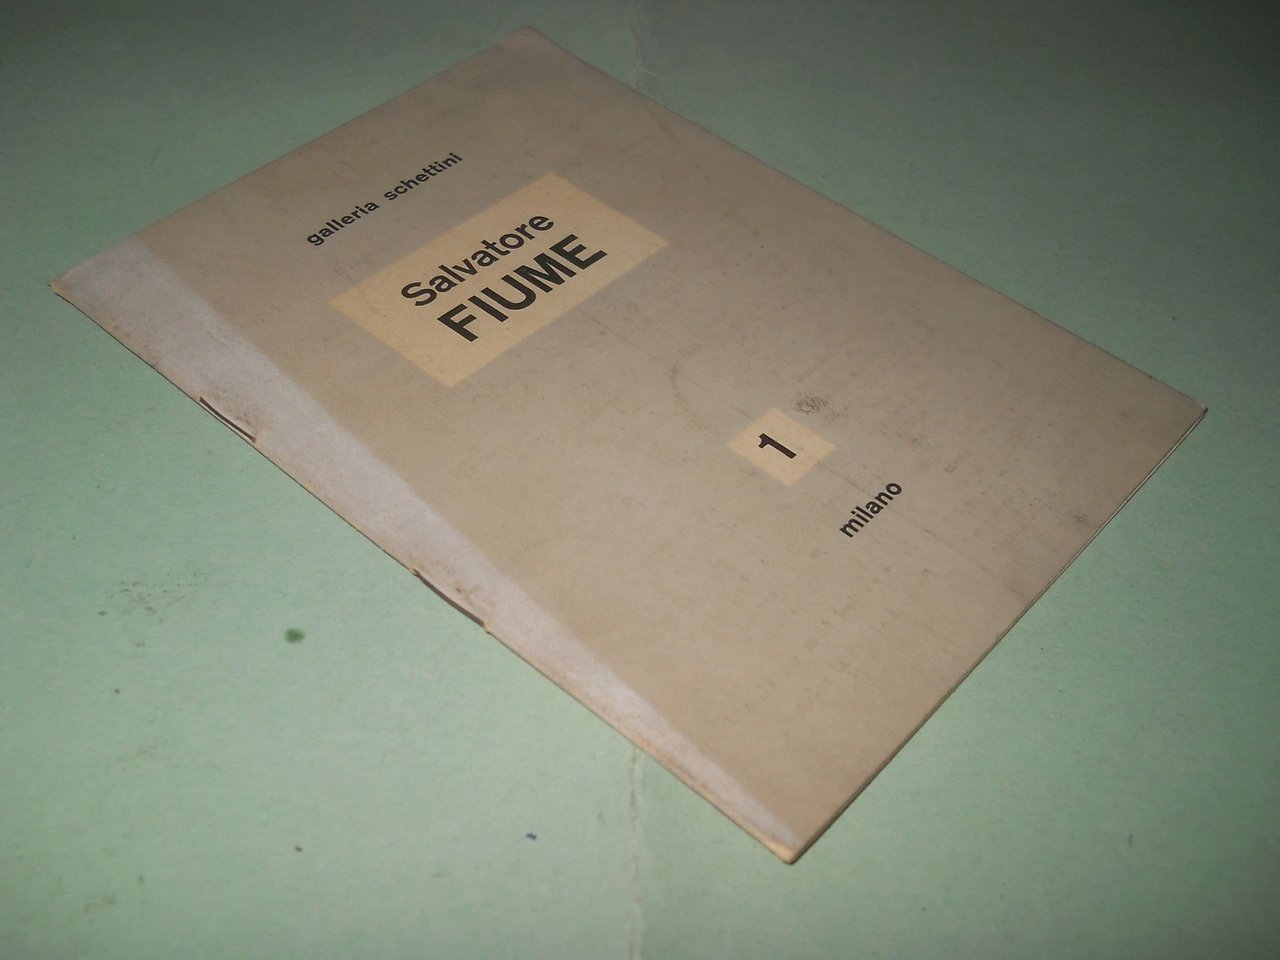 galleria schettini
Salvatore
FIUME
1
milano